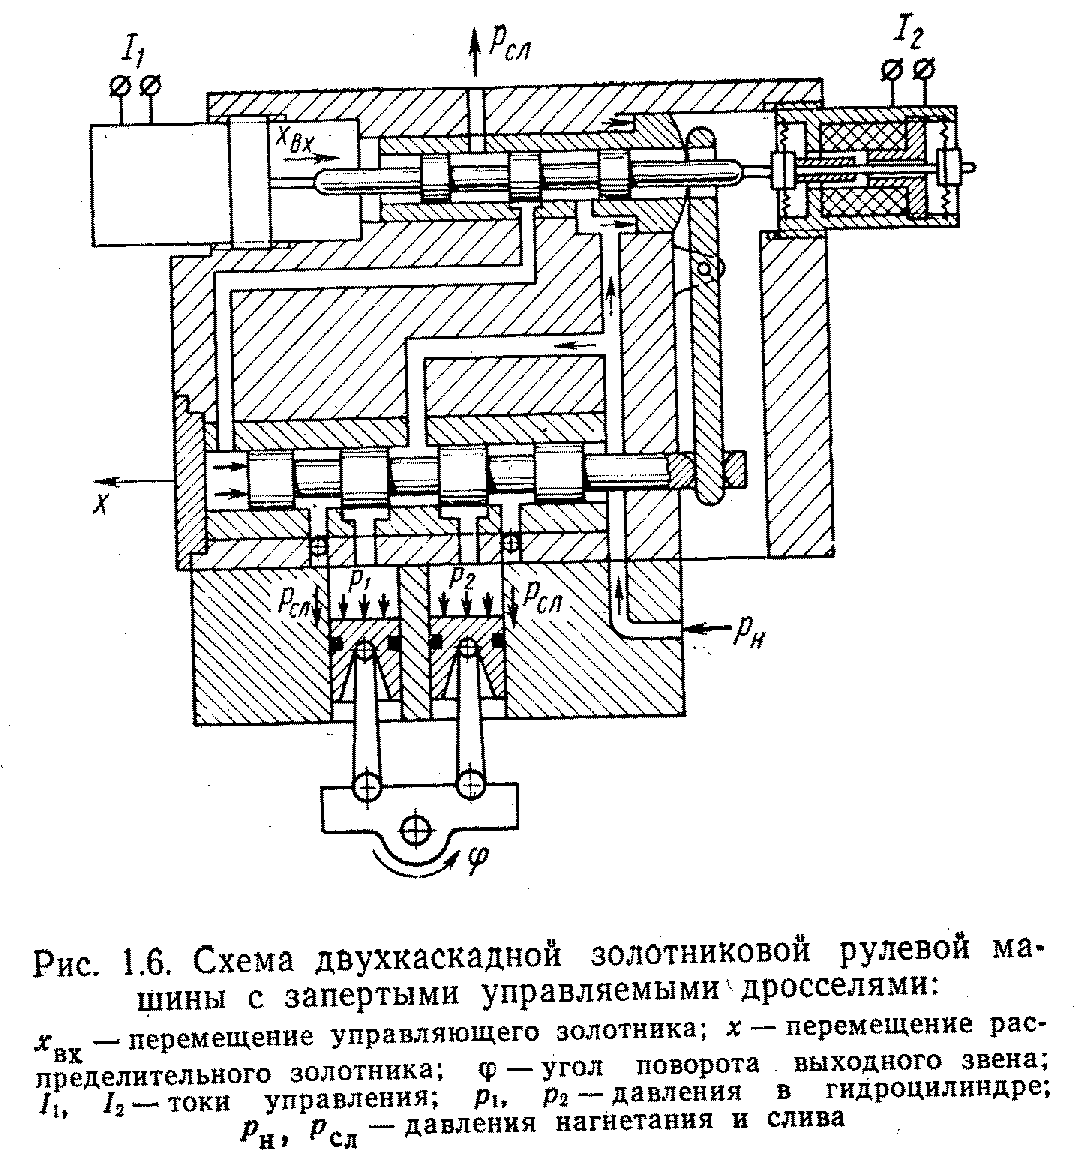 I₁
I₂
pсл
xвх
x
pсл
p₁
p₂
pсл
pн
φ
Рис. 1.6. Схема двухкаскадной золотниковой рулевой ма-
шины с запертыми управляемыми дросселями:
xвх — перемещение управляющего золотника; x — перемещение рас-
пределительного золотника; φ — угол поворота выходного звена;
I₁, I₂ — токи управления; p₁, p₂ — давления в гидроцилиндре;
pн, pсл — давления нагнетания и слива